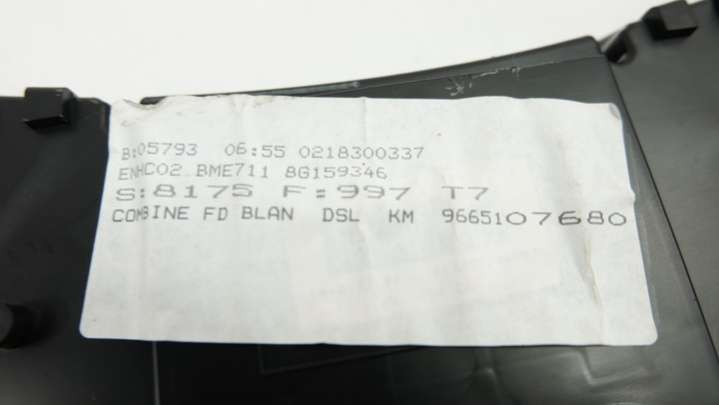 B:05793 06:55 0218300337
ENHC02 BME711 8G159346
S:8175 F:997 T7
COMBINE FD BLAN DSL KM 9665107680